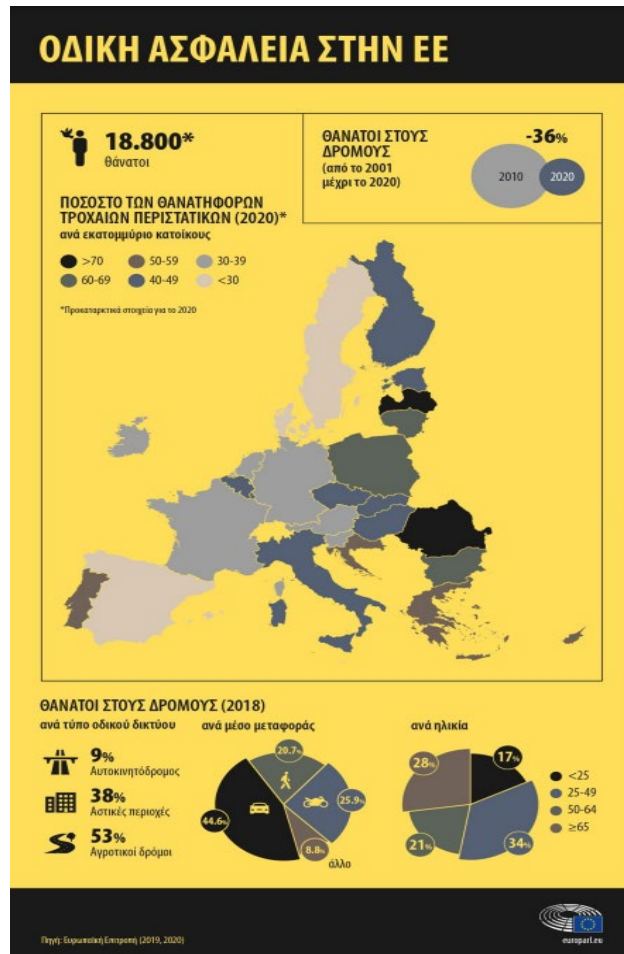 ΟΔΙΚΗ ΑΣΦΑΛΕΙΑ ΣΤΗΝ ΕΕ
18.800*
θάνατοι
ΘΑΝΑΤΟΙ ΣΤΟΥΣ
ΔΡΟΜΟΥΣ
(από το 2001
μέχρι το 2020)
-36%
2010
2020
ΠΟΣΟΣΤΟ ΤΩΝ ΘΑΝΑΤΗΦΟΡΩΝ
ΤΡΟΧΑΙΩΝ ΠΕΡΙΣΤΑΤΙΚΩΝ (2020)*
ανά εκατομμύριο κατοίκους
>70
50-59
30-39
60-69
40-49
<30
*Προκαταρκτικά στοιχεία για το 2020
ΘΑΝΑΤΟΙ ΣΤΟΥΣ ΔΡΟΜΟΥΣ (2018)
ανά τύπο οδικού δικτύου
9%
Αυτοκινητόδρομος
38%
Αστικές περιοχές
53%
Αγροτικοί δρόμοι
ανά μέσο μεταφοράς
20.7%
25.9%
44.6%
8.8%
άλλο
ανά ηλικία
28%
17%
21%
34%
<25
25-49
50-64
≥65
Πηγή: Ευρωπαϊκή Επιτροπή (2019, 2020)
europarl.eu